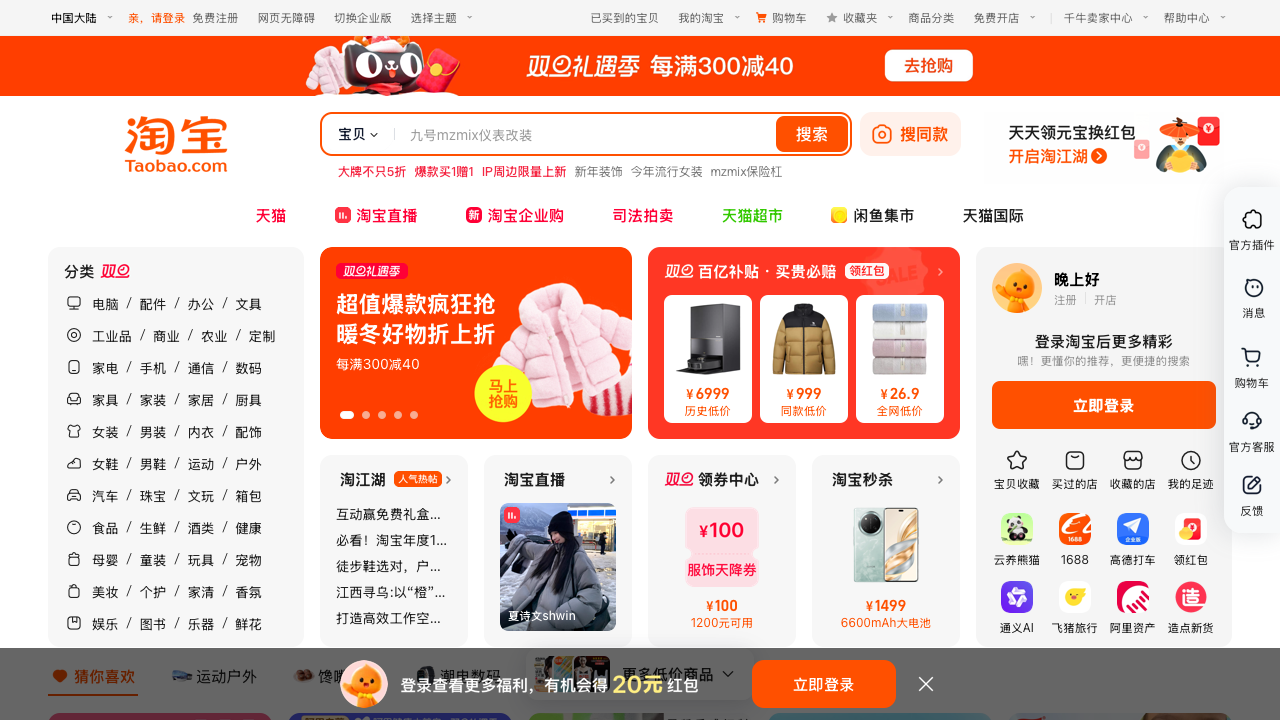 中国大陆
亲，请登录 免费注册 网页无障碍 切换企业版 选择主题
已买到的宝贝 我的淘宝 购物车 收藏夹 商品分类 免费开店 千牛卖家中心 帮助中心
双旦礼遇季 每满300减40
去抢购
淘宝
Taobao.com
宝贝 九号mzmix仪表改装
搜索
搜同款
天天领元宝换红包
开启淘江湖
大牌不只5折 爆款买1赠1 IP周边限量上新 新年装饰 今年流行女装 mzmix保险杠
天猫 淘宝直播 新 淘宝企业购 司法拍卖 天猫超市 闲鱼集市 天猫国际
分类 双旦
电脑 / 配件 / 办公 / 文具
工业品 / 商业 / 农业 / 定制
家电 / 手机 / 通信 / 数码
家具 / 家装 / 家居 / 厨具
女装 / 男装 / 内衣 / 配饰
女鞋 / 男鞋 / 运动 / 户外
汽车 / 珠宝 / 文玩 / 箱包
食品 / 生鲜 / 酒类 / 健康
母婴 / 童装 / 玩具 / 宠物
美妆 / 个护 / 家清 / 香氛
娱乐 / 图书 / 乐器 / 鲜花
双旦礼遇季
超值爆款疯狂抢
暖冬好物折上折
每满300减40
马上
抢购
双旦 百亿补贴·买贵必赔 领红包
SALE
¥6999
历史低价
¥999
同款低价
¥26.9
全网低价
淘江湖 人气热帖
互动赢免费礼盒...
必看！淘宝年度1...
徒步鞋选对，户...
江西寻乌:以“橙”...
打造高效工作空...
淘宝直播
夏诗文shwin
双旦 领券中心
¥100
服饰天降券
¥100
1200元可用
淘宝秒杀
¥1499
6600mAh大电池
晚上好
注册 开店
登录淘宝后更多精彩
嘿！更懂你的推荐，更便捷的搜索
立即登录
宝贝收藏 买过的店 收藏的店 我的足迹
1688
企业版
云养熊猫 1688 高德打车 领红包
造
通义AI 飞猪旅行 阿里资产 造点新货
官方插件
消息
购物车
官方客服
反馈
猜你喜欢 运动户外 潮电数码 更多低价商品
登录查看更多福利，有机会得 20元 红包
立即登录